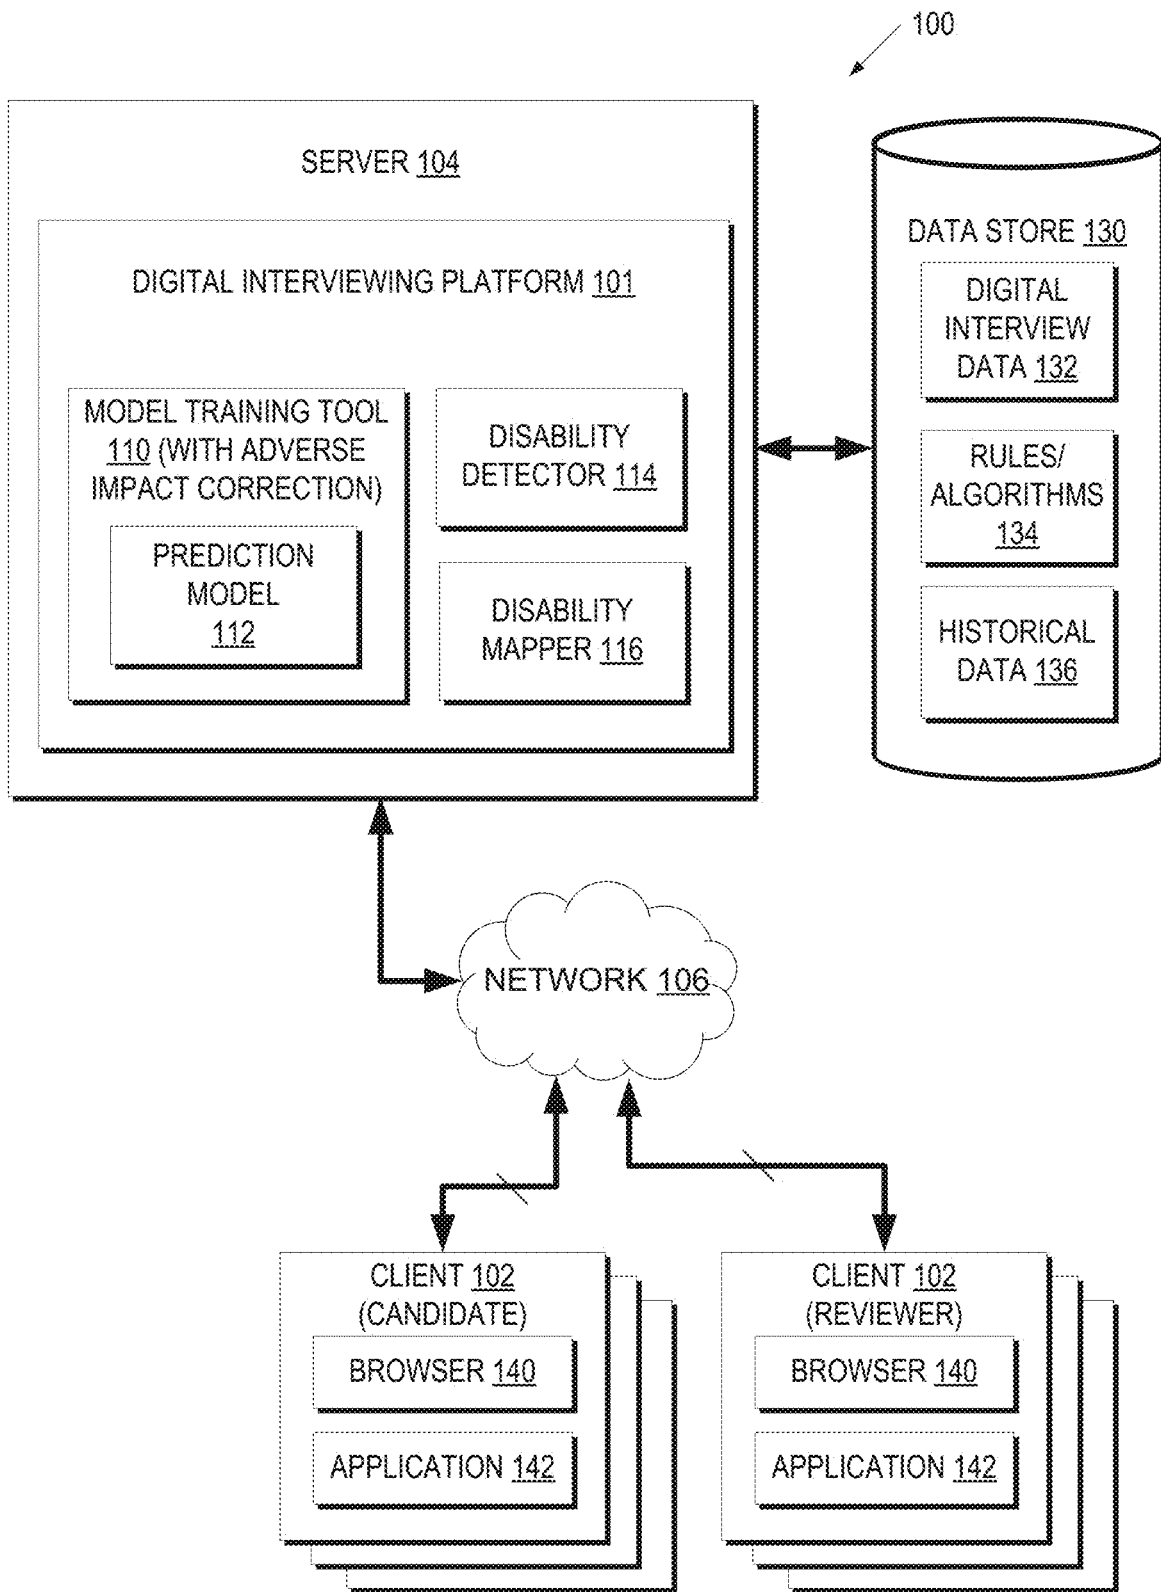 100
SERVER 104
DIGITAL INTERVIEWING PLATFORM 101
MODEL TRAINING TOOL
110 (WITH ADVERSE
IMPACT CORRECTION)
PREDICTION
MODEL
112
DISABILITY
DETECTOR 114
DISABILITY
MAPPER 116
DATA STORE 130
DIGITAL
INTERVIEW
DATA 132
RULES/
ALGORITHMS
134
HISTORICAL
DATA 136
NETWORK 106
CLIENT 102
(CANDIDATE)
BROWSER 140
APPLICATION 142
CLIENT 102
(REVIEWER)
BROWSER 140
APPLICATION 142